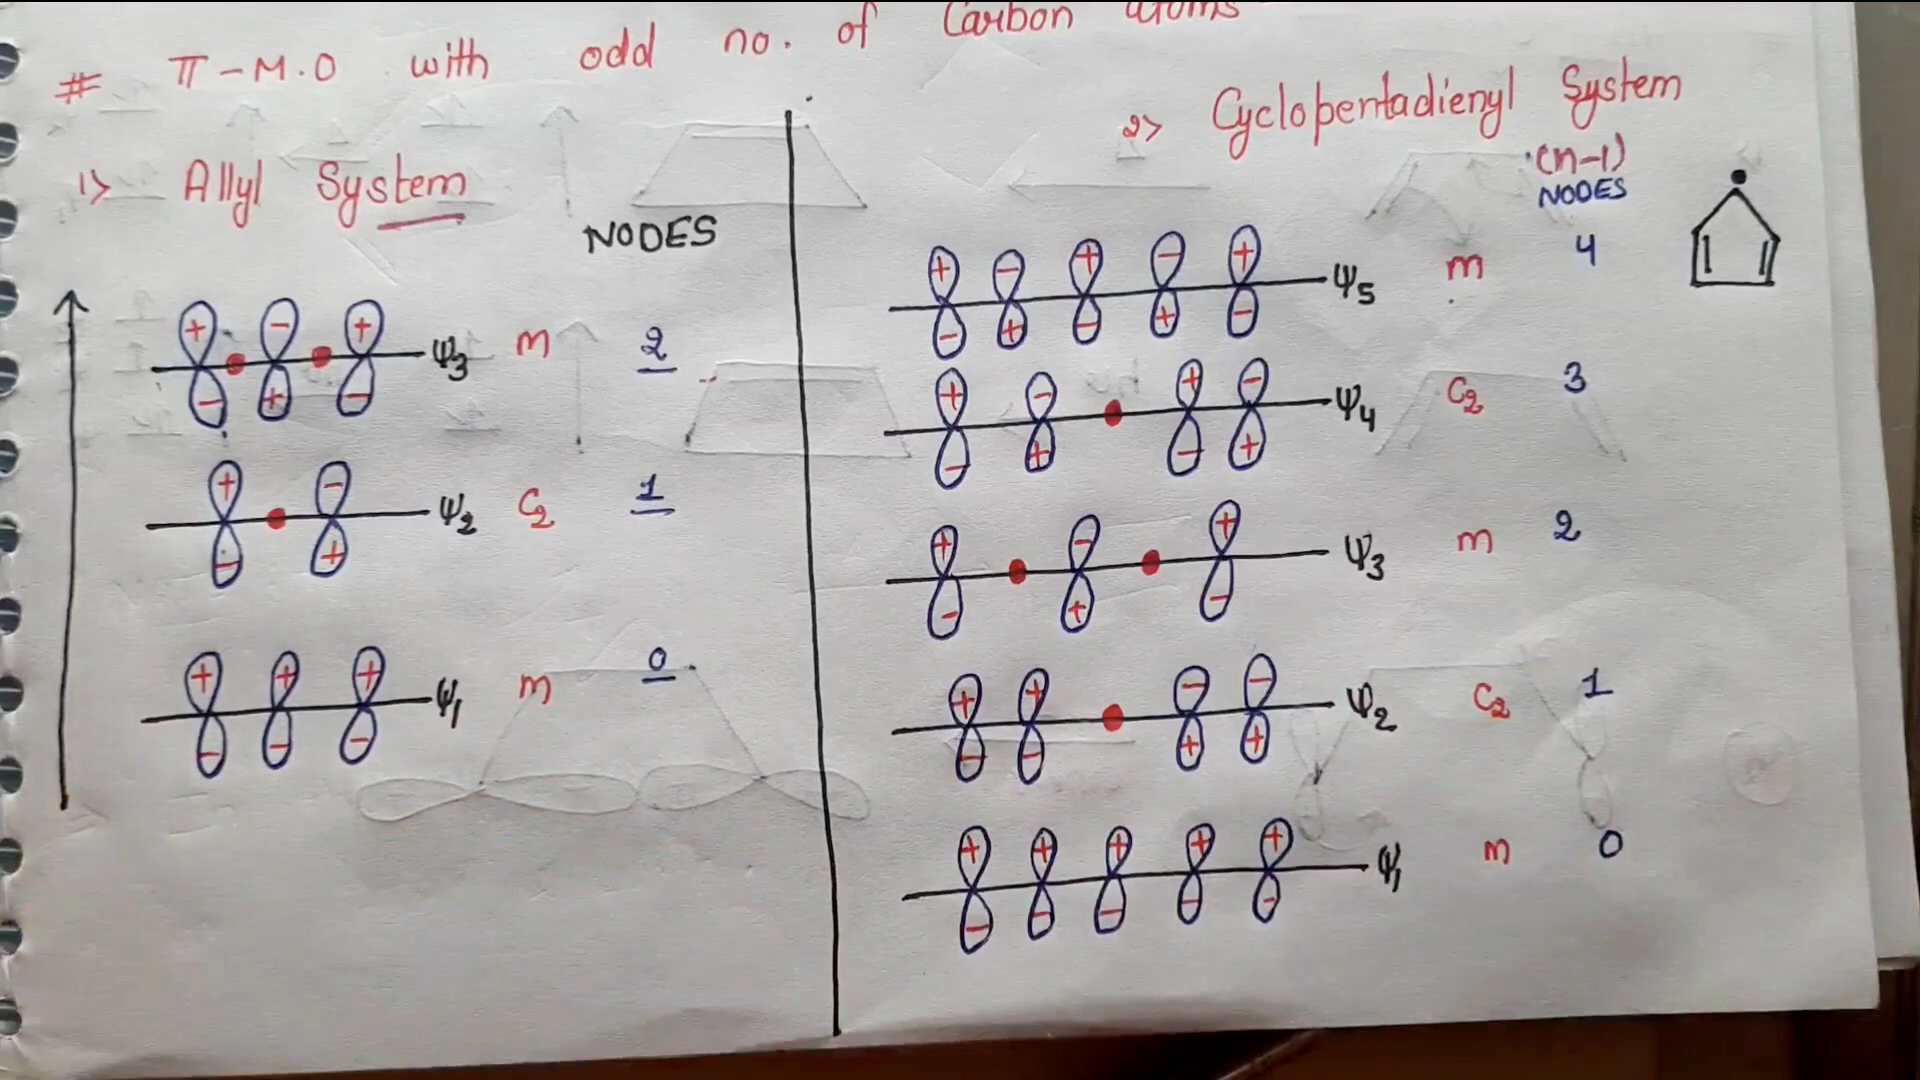 # π-M.O with odd no. of Carbon atoms
1> Allyl System
NODES
+ - + ψ3 m 2
- + -
+ - ψ2 C2 1
- +
+ + + ψ1 m 0
- - -
2> Cyclopentadienyl System
(n-1)
NODES
+ - + - + ψ5 m 4
- + - + -
+ - + - ψ4 C2 3
- + - +
+ - + ψ3 m 2
- + -
+ + - - ψ2 C2 1
- - + +
+ + + + + ψ1 m 0
- - - - -